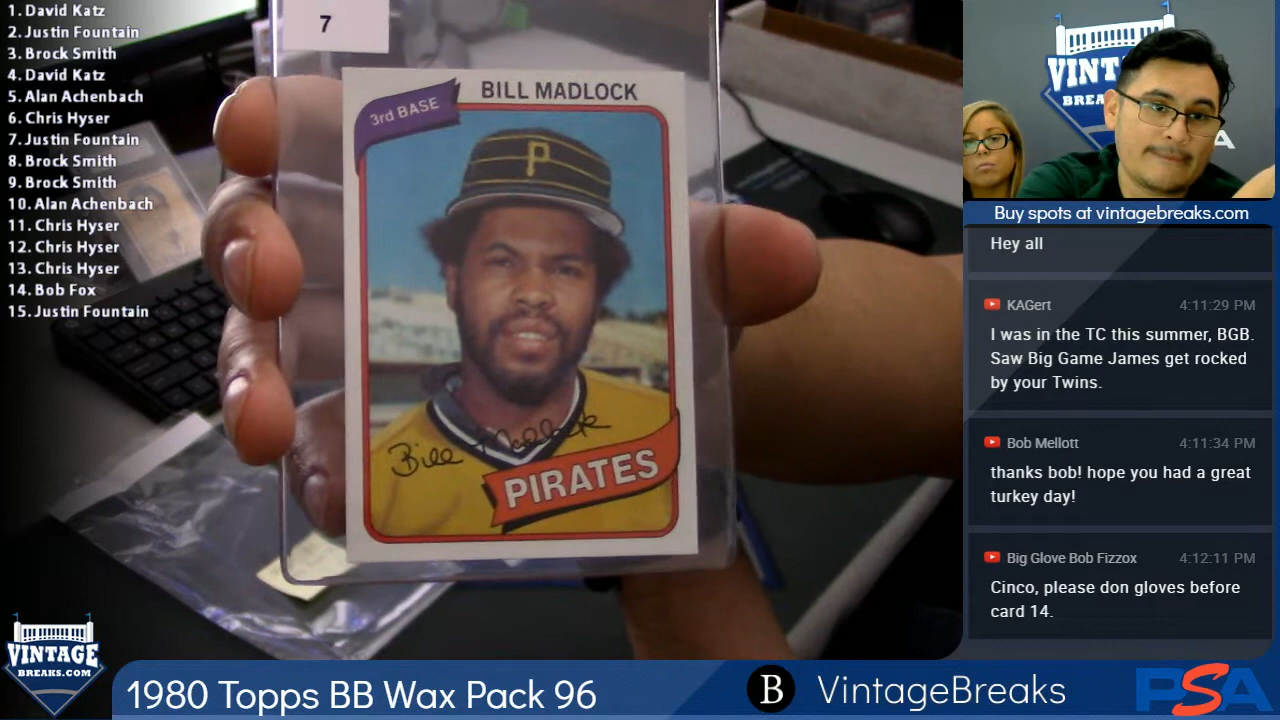 1. David Katz
2. Justin Fountain
3. Brock Smith
4. David Katz
5. Alan Achenbach
6. Chris Hyser
7. Justin Fountain
8. Brock Smith
9. Brock Smith
10. Alan Achenbach
11. Chris Hyser
12. Chris Hyser
13. Chris Hyser
14. Bob Fox
15. Justin Fountain
7
3rd BASE
BILL MADLOCK
P
Bill Madlock
PIRATES
VINT
BREA
A
Buy spots at vintagebreaks.com
Hey all
KAGert 4:11:29 PM
I was in the TC this summer, BGB.
Saw Big Game James get rocked
by your Twins.
Bob Mellott 4:11:34 PM
thanks bob! hope you had a great
turkey day!
Big Glove Bob Fizzox 4:12:11 PM
Cinco, please don gloves before
card 14.
VINTAGE
BREAKS.COM
1980 Topps BB Wax Pack 96
B VintageBreaks
PSA